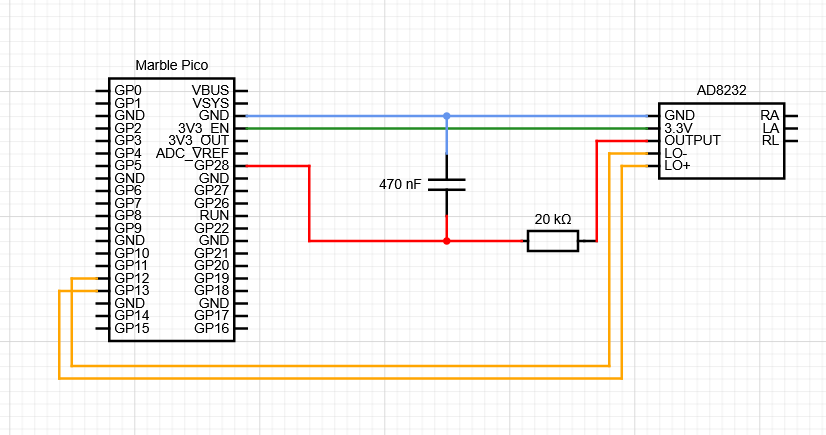 Marble Pico
GP0 VBUS
GP1 VSYS
GND GND
GP2 3V3_EN
GP3 3V3_OUT
GP4 ADC_VREF
GP5 GP28
GND GND
GP6 GP27
GP7 GP26
GP8 RUN
GP9 GP22
GND GND
GP10 GP21
GP11 GP20
GP12 GP19
GP13 GP18
GND GND
GP14 GP17
GP15 GP16
470 nF
20 kΩ
AD8232
GND RA
3.3V LA
OUTPUT RL
LO-
LO+